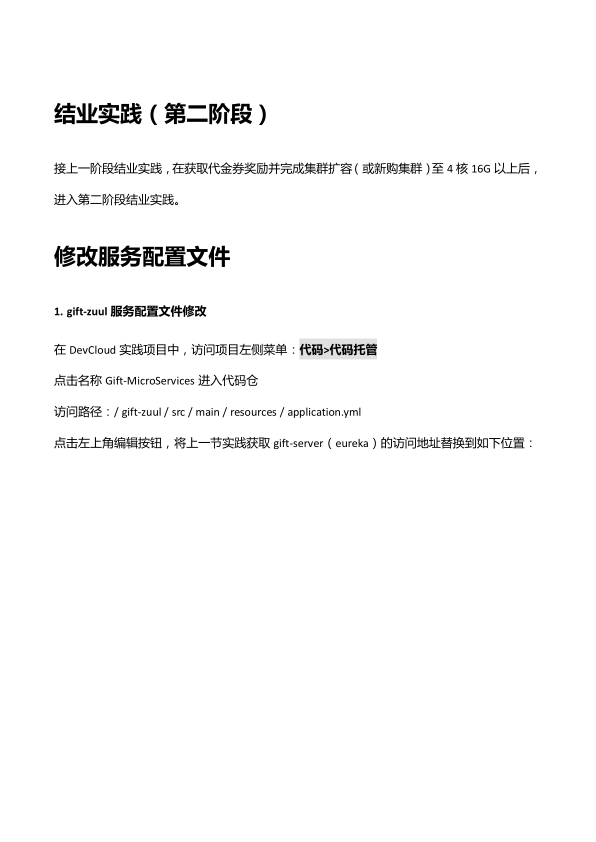 结业实践（第二阶段）
接上一阶段结业实践，在获取代金券奖励并完成集群扩容（或新购集群）至 4 核 16G 以上后，
进入第二阶段结业实践。
修改服务配置文件
1. gift-zuul 服务配置文件修改
在 DevCloud 实践项目中，访问项目左侧菜单：代码>代码托管
点击名称 Gift-MicroServices 进入代码仓
访问路径：/ gift-zuul / src / main / resources / application.yml
点击左上角编辑按钮，将上一节实践获取 gift-server（eureka）的访问地址替换到如下位置：